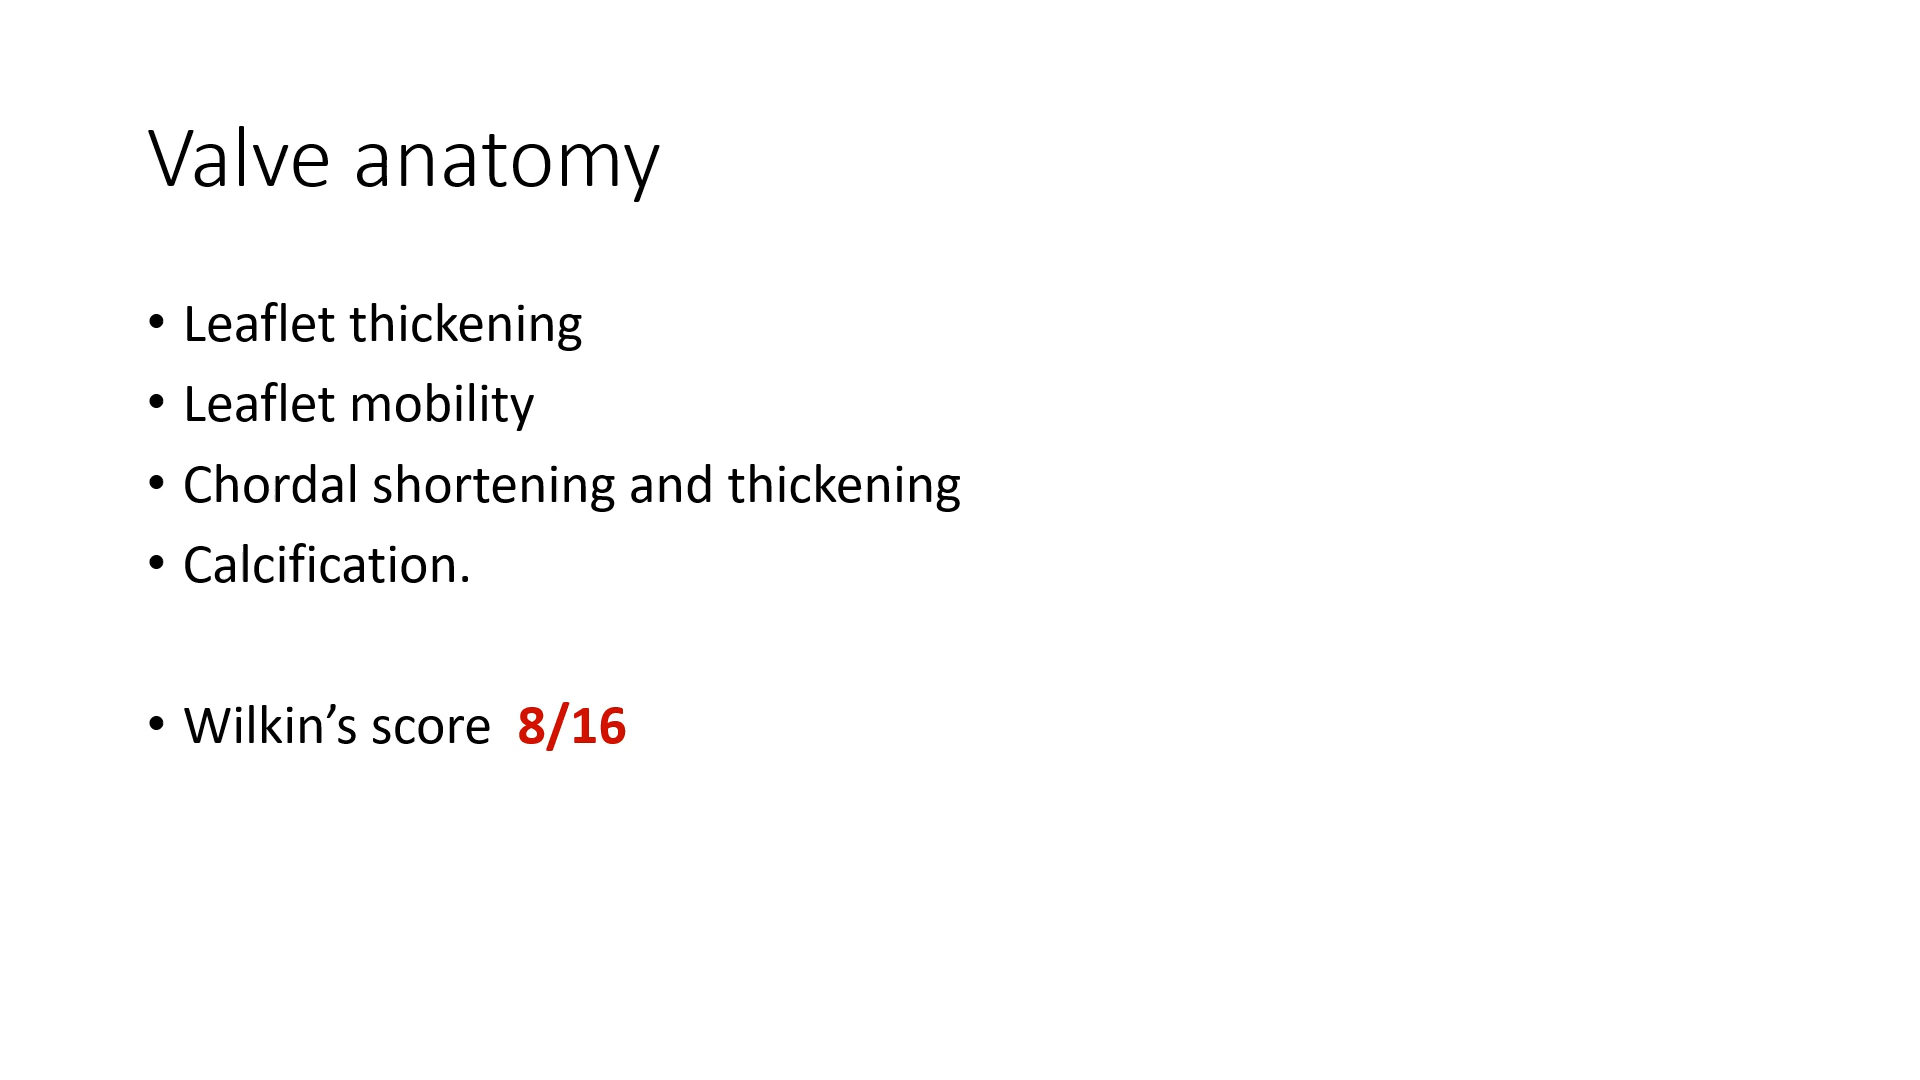 Valve anatomy
• Leaflet thickening
• Leaflet mobility
• Chordal shortening and thickening
• Calcification.
• Wilkin’s score  8/16